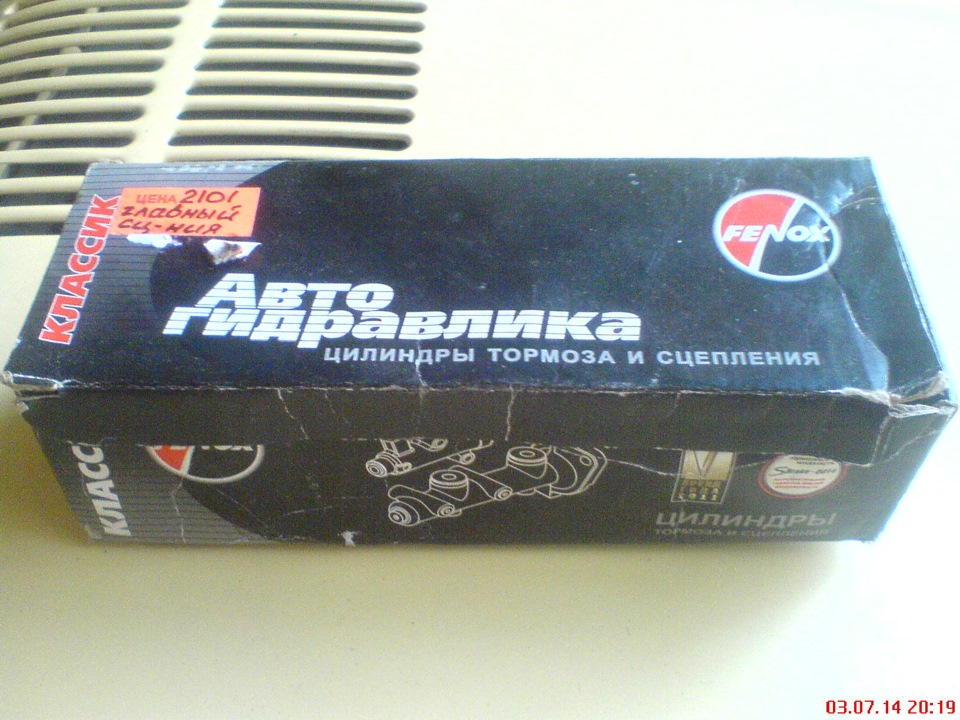 ЦЕНА 2101
главный
сц-ния
КЛАССИК
FENOX
Авто
гидравлика
ЦИЛИНДРЫ ТОРМОЗА И СЦЕПЛЕНИЯ
КЛАСС
FENOX
ЦИЛИНДРЫ
ТОРМОЗА И СЦЕПЛЕНИЯ
03.07.14 20:19